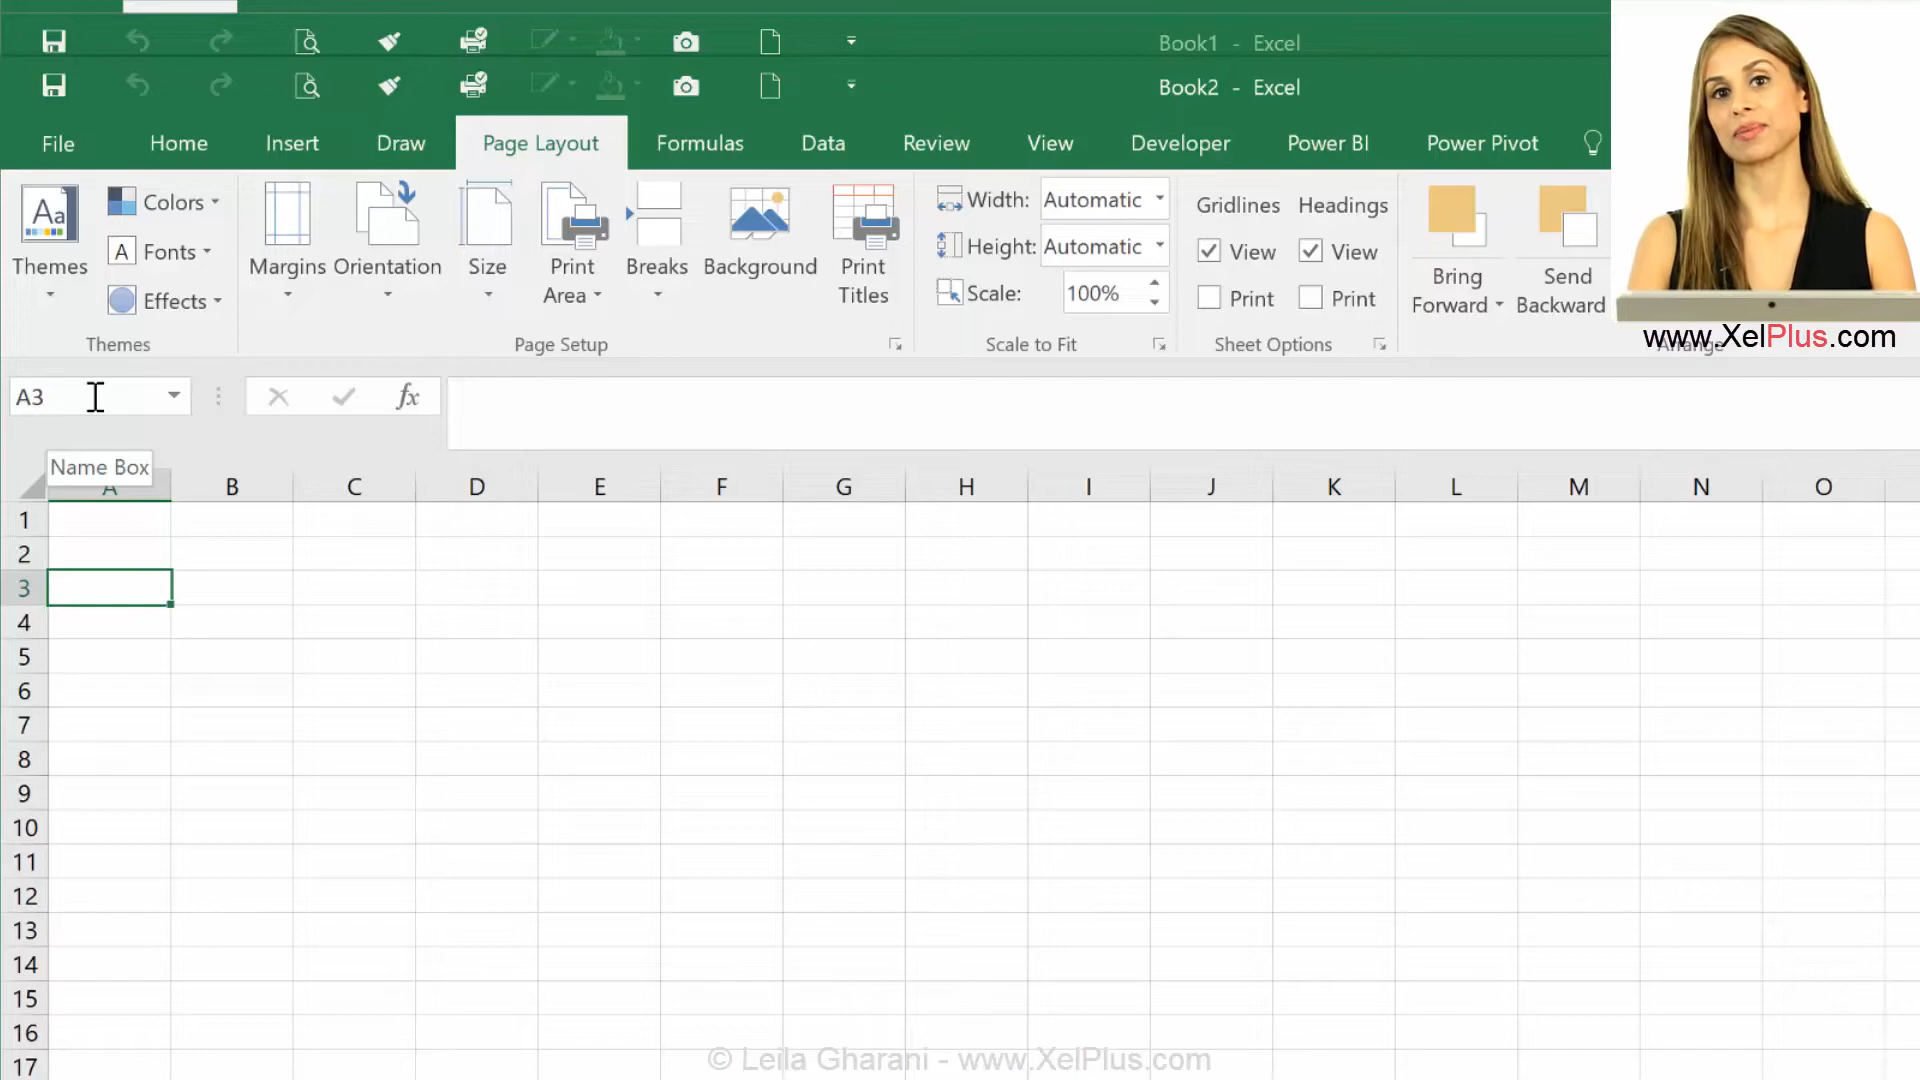 Book1 - Excel
Book2 - Excel
File Home Insert Draw Page Layout Formulas Data Review View Developer Power BI Power Pivot
Aa
Themes
Colors
A Fonts
Effects
Margins
Orientation
Size
Print
Area
Breaks
Background
Print
Titles
Width: Automatic
Height: Automatic
Scale: 100%
Gridlines Headings
View View
Print Print
Bring
Forward
Send
Backward
Themes Page Setup Scale to Fit Sheet Options Arrange
www.XelPlus.com
A3 fx
Name Box
A B C D E F G H I J K L M N O
1
2
3
4
5
6
7
8
9
10
11
12
13
14
15
16
17
© Leila Gharani - www.XelPlus.com